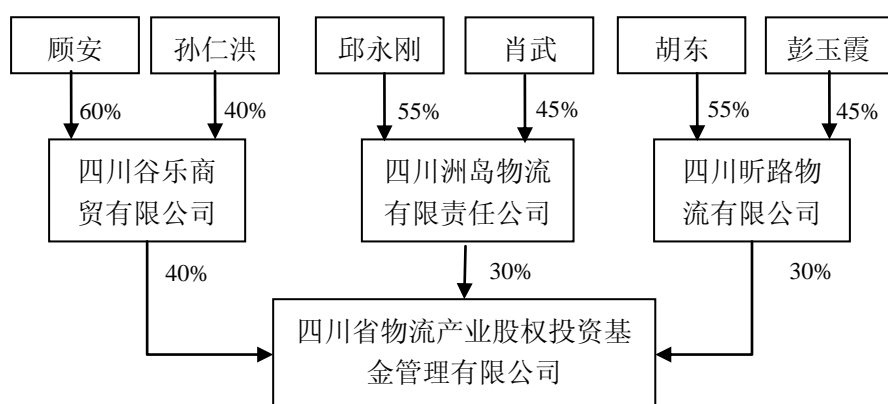 顾安
孙仁洪
邱永刚
肖武
胡东
彭玉霞
60%
40%
55%
45%
55%
45%
四川谷乐商
贸有限公司
四川洲岛物流
有限责任公司
四川昕路物
流有限公司
40%
30%
30%
四川省物流产业股权投资基
金管理有限公司